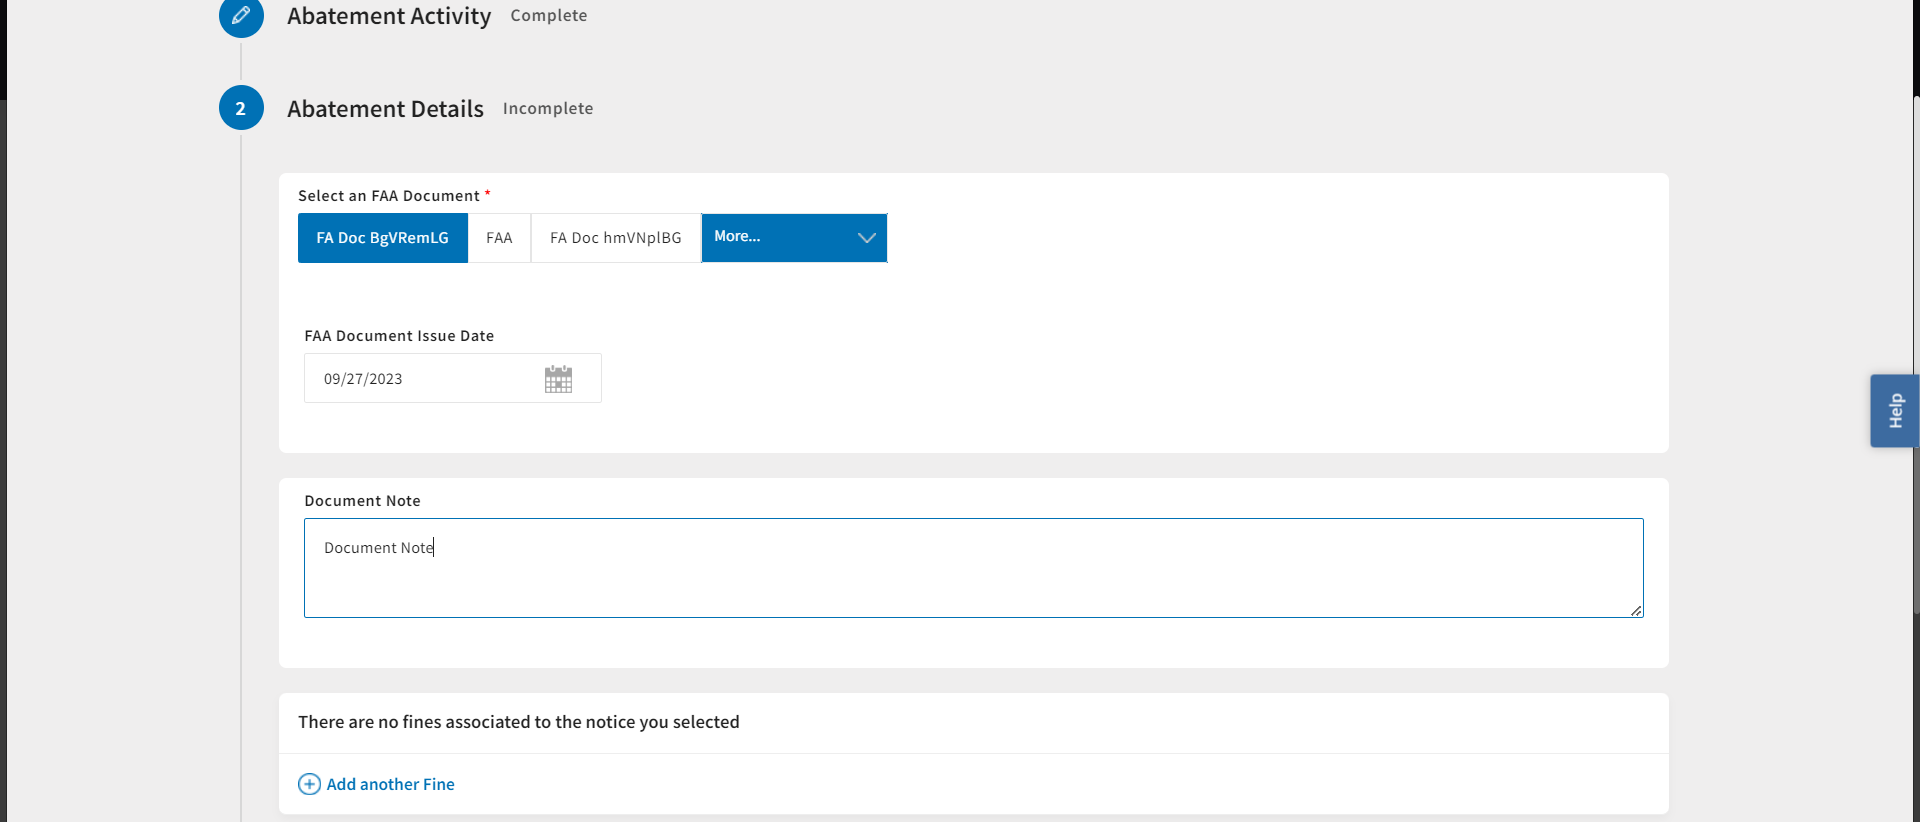 Abatement Activity Complete
2 Abatement Details Incomplete
Select an FAA Document *
FA Doc BgVRemLG FAA FA Doc hmVNplBG More...
FAA Document Issue Date
09/27/2023
Help
Document Note
Document Note
There are no fines associated to the notice you selected
Add another Fine